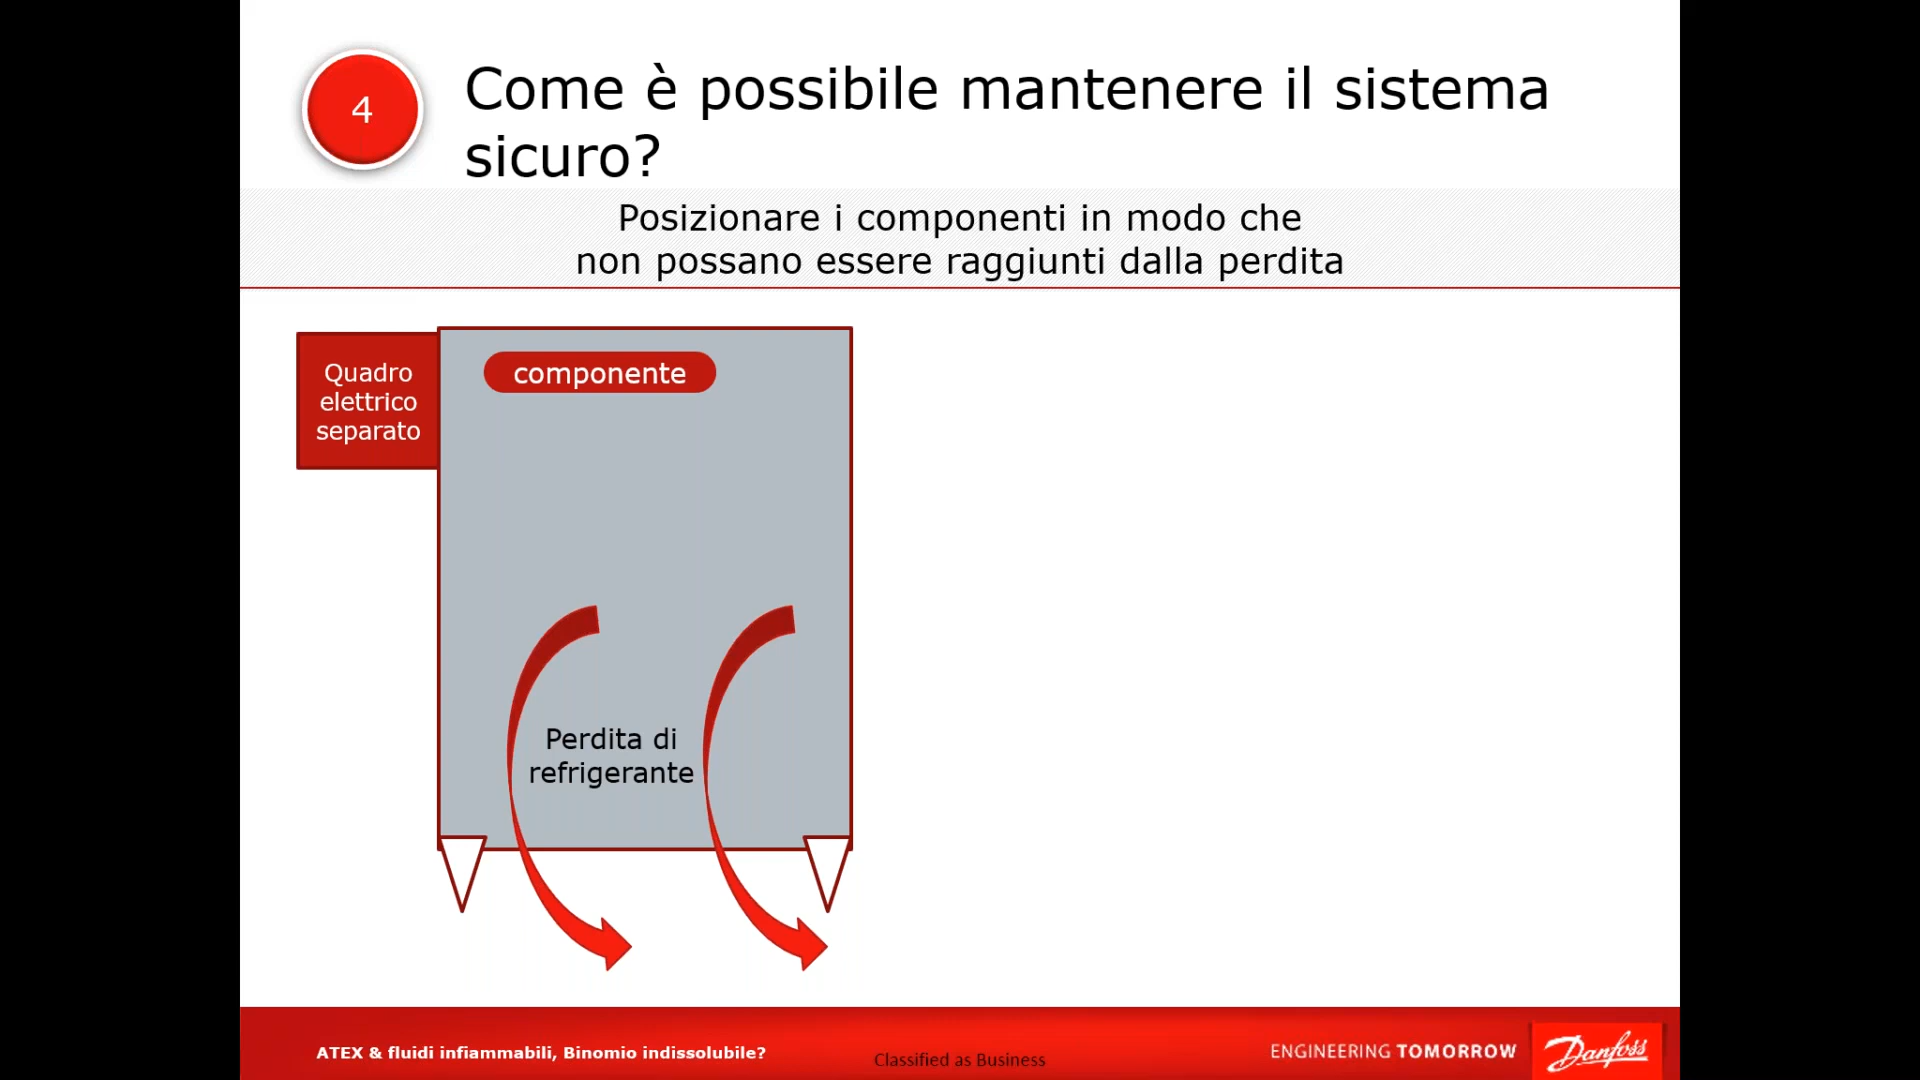 4
Come è possibile mantenere il sistema
sicuro?
Posizionare i componenti in modo che
non possano essere raggiunti dalla perdita
Quadro
elettrico
separato
componente
Perdita di
refrigerante
ATEX & fluidi infiammabili, Binomio indissolubile?
Classified as Business
ENGINEERING TOMORROW
Danfoss